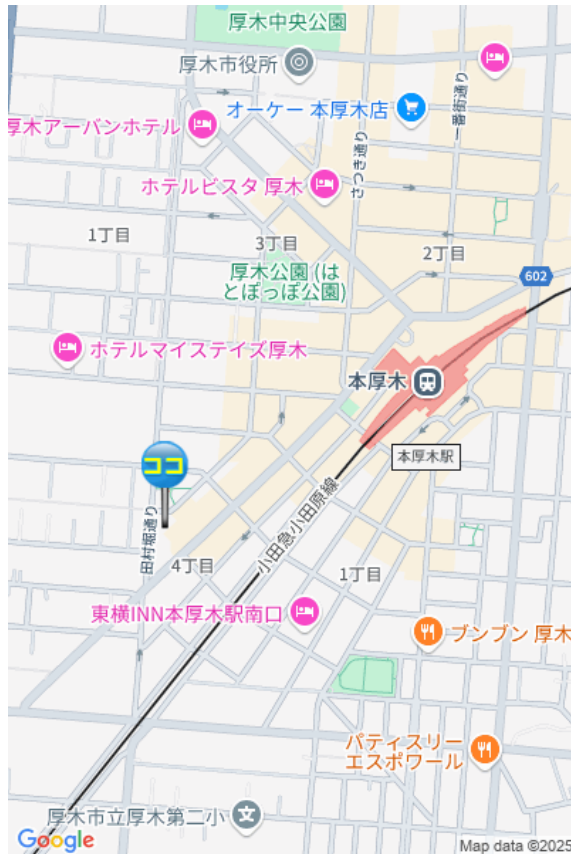 厚木中央公園
厚木市役所
オーケー 本厚木店
一番街通り
厚木アーバンホテル
さつき通り
ホテルビスタ 厚木
1丁目
3丁目
2丁目
厚木公園 (は
とぽっぽ公園)
602
ホテルマイステイズ厚木
本厚木
本厚木駅
ココ
田村堀通り
小田急小田原線
4丁目
1丁目
東横INN本厚木駅南口
ブンブン 厚木
パティスリー
エスポワール
厚木市立厚木第二小
文
Google
Map data ©2025